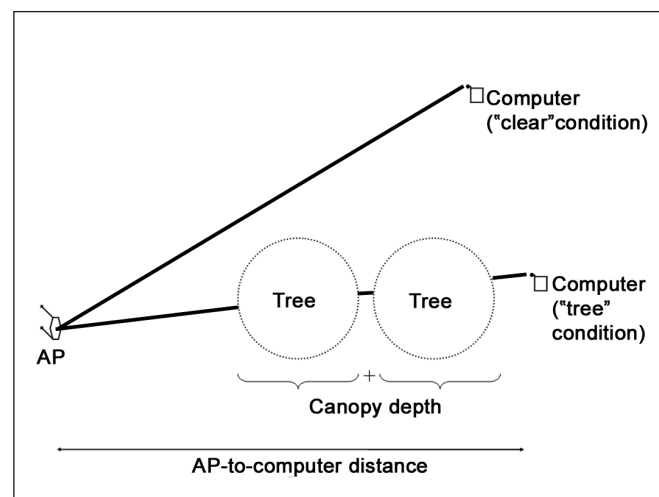 Computer
("clear"condition)
Tree
Tree
Computer
("tree"
condition)
AP
+
Canopy depth
AP-to-computer distance